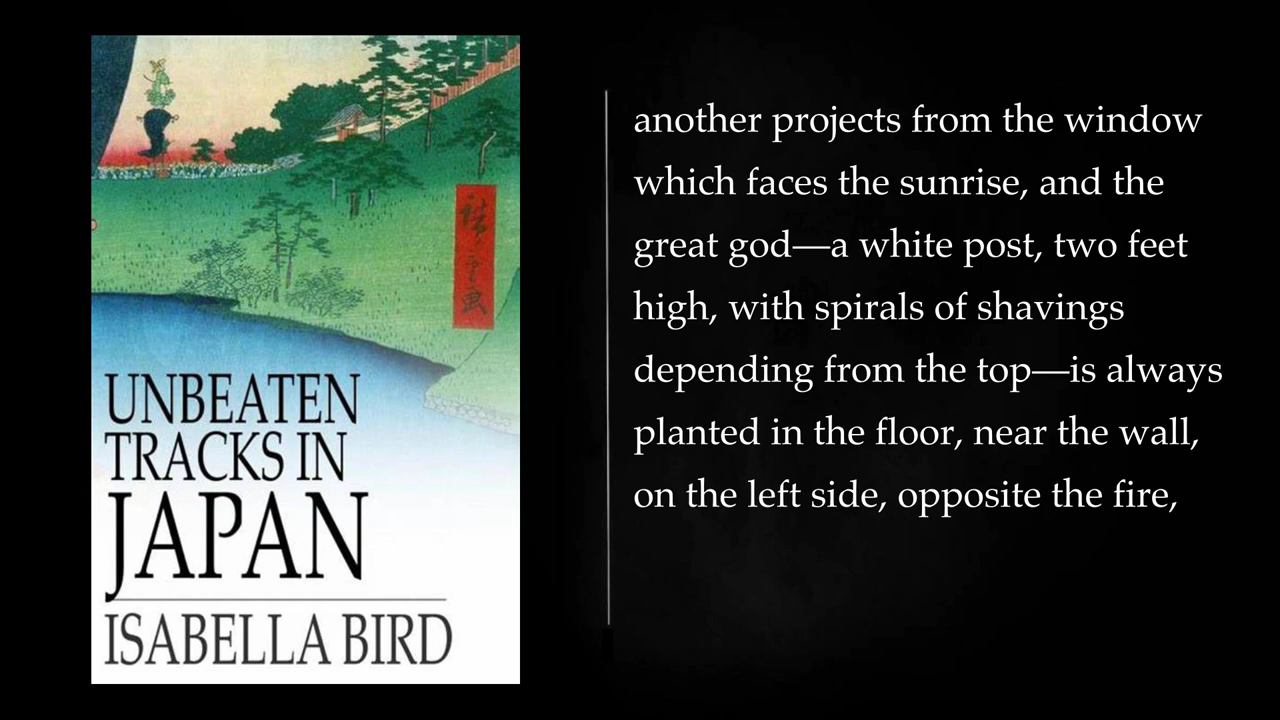 UNBEATEN
TRACKS IN
JAPAN
ISABELLA BIRD
another projects from the window
which faces the sunrise, and the
great god—a white post, two feet
high, with spirals of shavings
depending from the top—is always
planted in the floor, near the wall,
on the left side, opposite the fire,